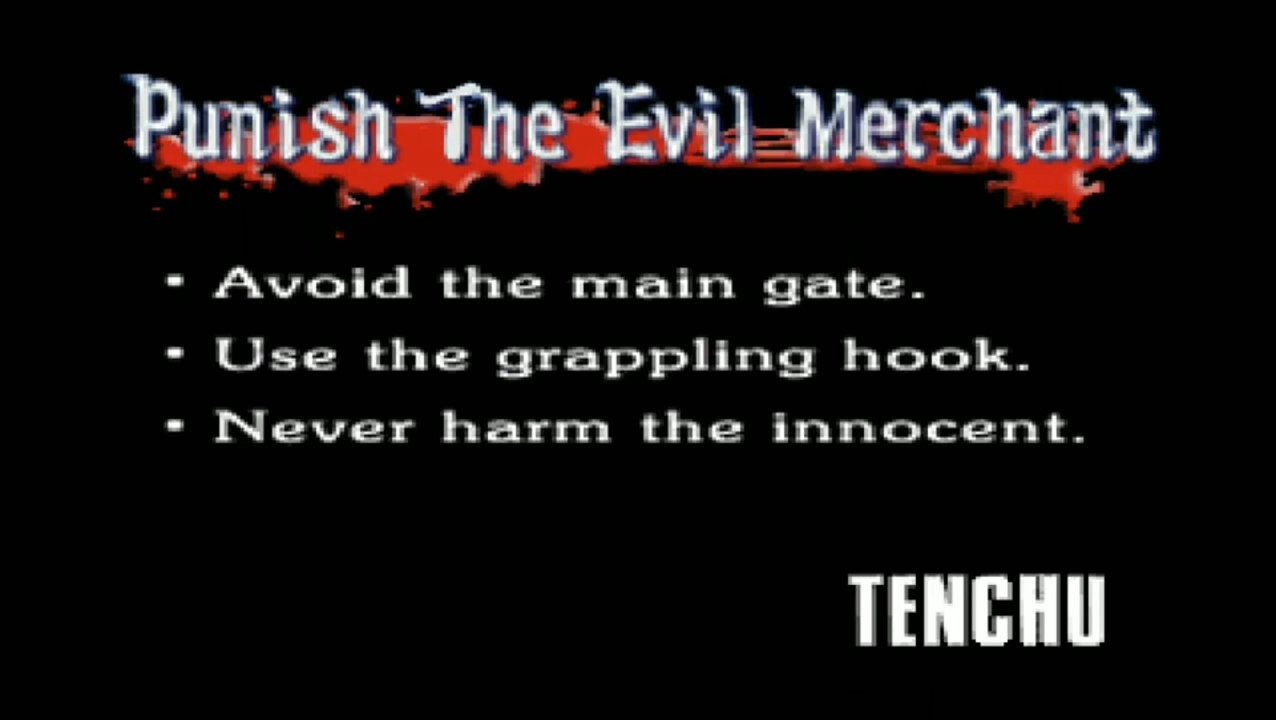 Punish The Evil Merchant
• Avoid the main gate.
• Use the grappling hook.
• Never harm the innocent.
TENCHU